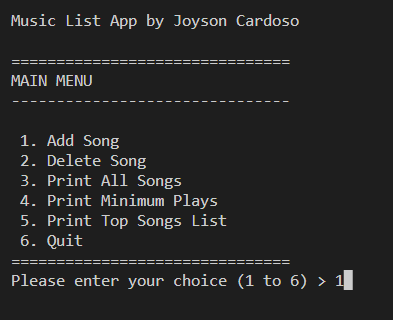 Music List App by Joyson Cardoso
===============================
MAIN MENU
-------------------------------
1. Add Song
2. Delete Song
3. Print All Songs
4. Print Minimum Plays
5. Print Top Songs List
6. Quit
===============================
Please enter your choice (1 to 6) > 1